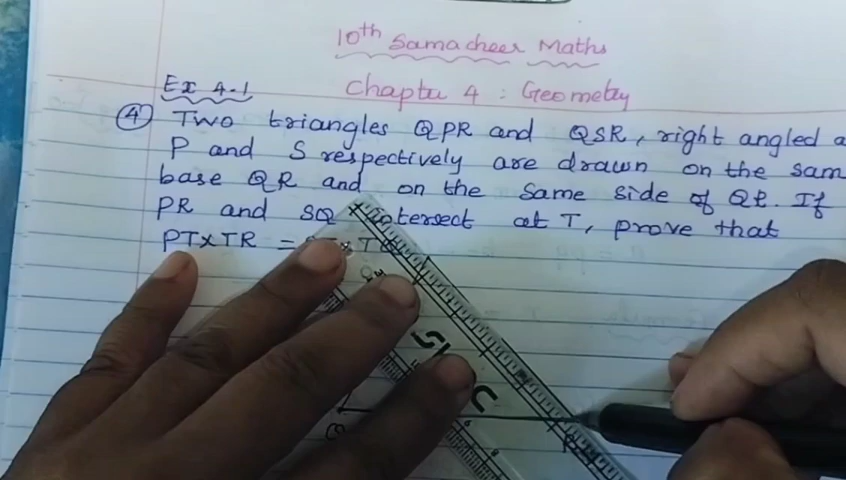 10th Samacheer Maths
Chapter 4 : Geometry
Ex 4.1
④ Two triangles QPR and QSR, right angled a
P and S respectively are drawn on the sam
base QR and on the same side of QR. If
PR and SQ intersect at T, prove that
PT×TR =